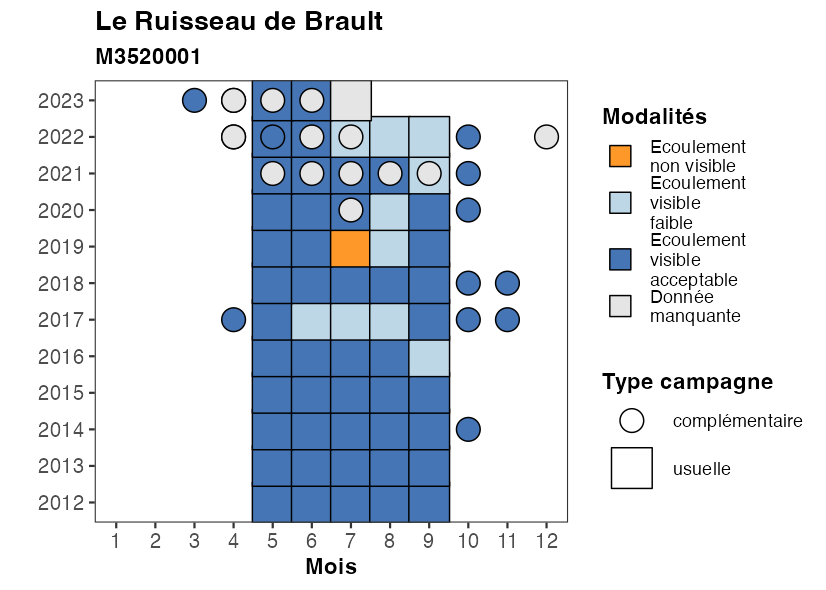 Le Ruisseau de Brault
M3520001
2023
2022
2021
2020
2019
2018
2017
2016
2015
2014
2013
2012
1 2 3 4 5 6 7 8 9 10 11 12
Mois
Modalités
Ecoulement
non visible
Ecoulement
visible
faible
Ecoulement
visible
acceptable
Donnée
manquante
Type campagne
complémentaire
usuelle